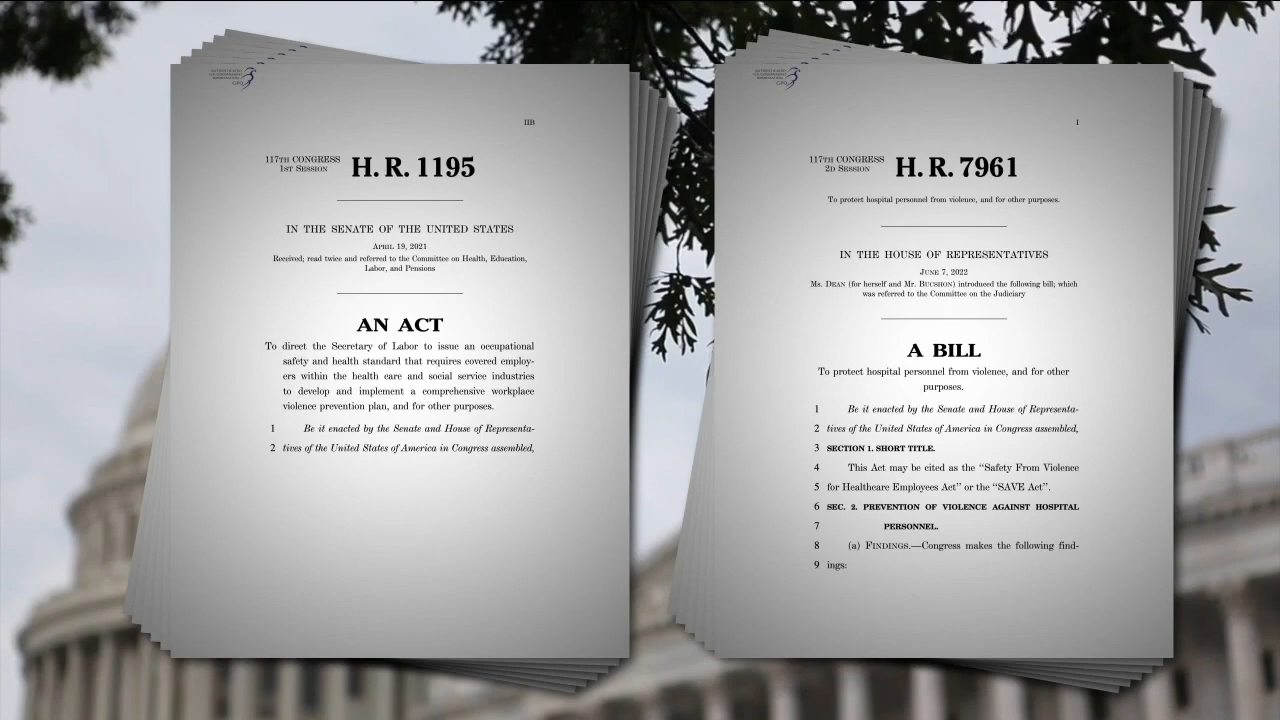 IIB
117TH CONGRESS
1ST SESSION
H. R. 1195
IN THE SENATE OF THE UNITED STATES
APRIL 19, 2021
Received; read twice and referred to the Committee on Health, Education,
Labor, and Pensions
AN ACT
To direct the Secretary of Labor to issue an occupational
safety and health standard that requires covered employ-
ers within the health care and social service industries
to develop and implement a comprehensive workplace
violence prevention plan, and for other purposes.
1 Be it enacted by the Senate and House of Representa-
2 tives of the United States of America in Congress assembled,
I
117TH CONGRESS
2D SESSION
H. R. 7961
To protect hospital personnel from violence, and for other purposes.
IN THE HOUSE OF REPRESENTATIVES
JUNE 7, 2022
Ms. DEAN (for herself and Mr. BUCSHON) introduced the following bill; which
was referred to the Committee on the Judiciary
A BILL
To protect hospital personnel from violence, and for other
purposes.
1 Be it enacted by the Senate and House of Representa-
2 tives of the United States of America in Congress assembled,
3 SECTION 1. SHORT TITLE.
4 This Act may be cited as the ‘‘Safety From Violence
5 for Healthcare Employees Act’’ or the ‘‘SAVE Act’’.
6 SEC. 2. PREVENTION OF VIOLENCE AGAINST HOSPITAL
7 PERSONNEL.
8 (a) FINDINGS.—Congress makes the following find-
9 ings: